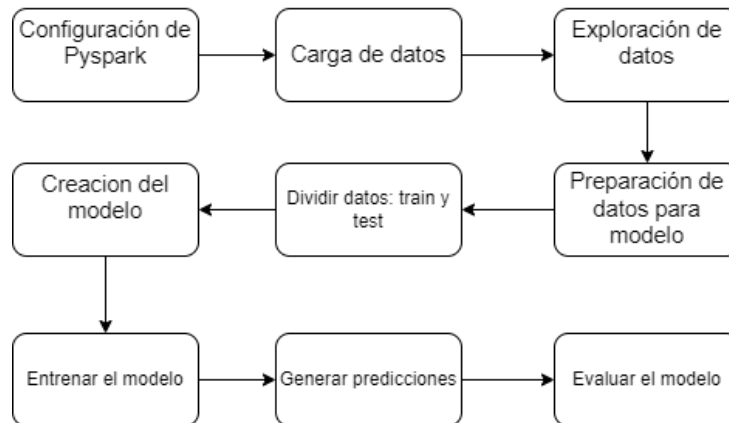 Configuración de
Pyspark
Carga de datos
Exploración de
datos
Preparación de
datos para
modelo
Dividir datos: train y
test
Creacion del
modelo
Entrenar el modelo
Generar predicciones
Evaluar el modelo